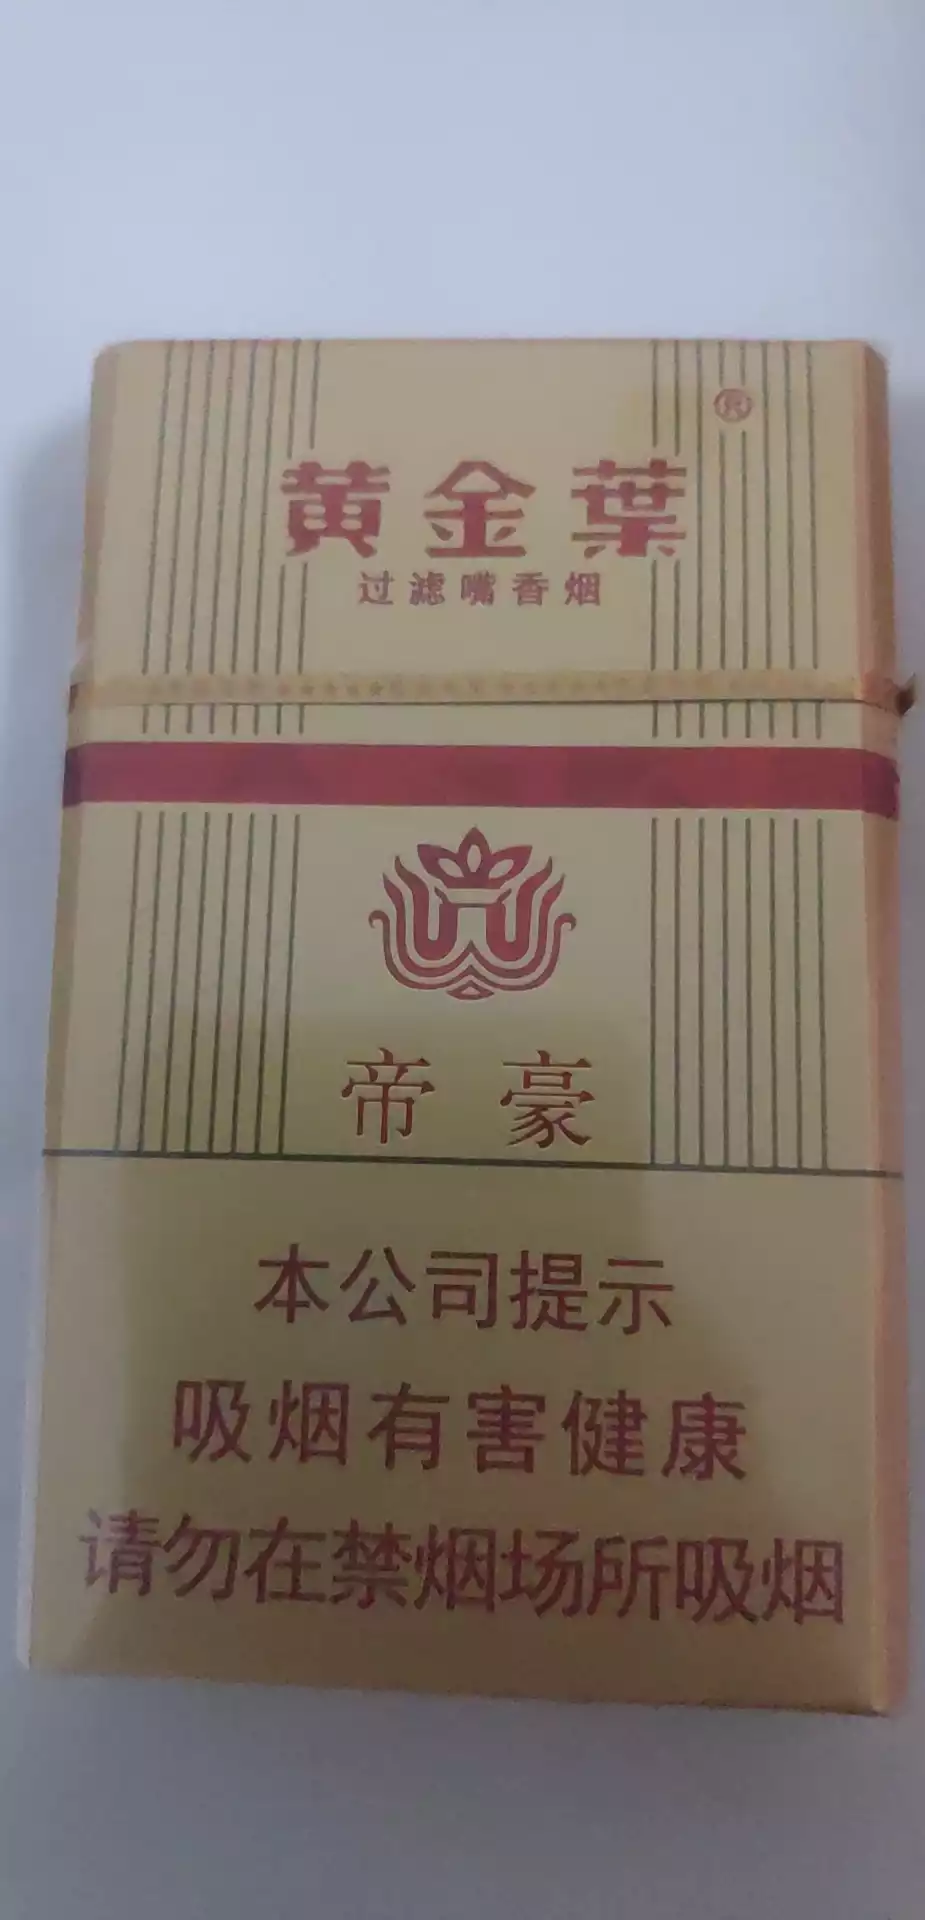 ®
黄金葉
过滤嘴香烟
帝豪
本公司提示
吸烟有害健康
请勿在禁烟场所吸烟